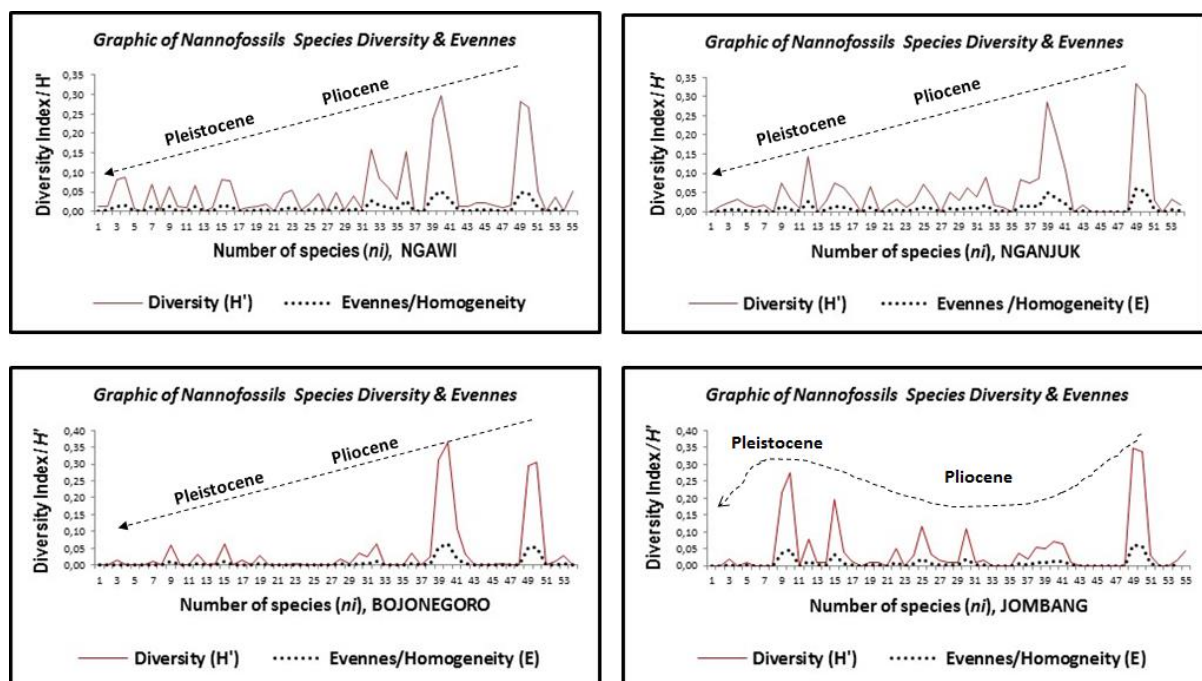 Graphic of Nannofossils Species Diversity & Evennes
Diversity Index / H'
0,35
0,30
0,25
0,20
0,15
0,10
0,05
0,00
Pliocene
Pleistocene
1 3 5 7 9 11 13 15 17 19 21 23 25 27 29 31 33 35 37 39 41 43 45 47 49 51 53 55
Number of species (ni), NGAWI
Diversity (H') Evennes/Homogeneity
Graphic of Nannofossils Species Diversity & Evennes
Diversity Index / H'
0,35
0,30
0,25
0,20
0,15
0,10
0,05
0,00
Pliocene
Pleistocene
1 3 5 7 9 11 13 15 17 19 21 23 25 27 29 31 33 35 37 39 41 43 45 47 49 51 53
Number of species (ni), NGANJUK
Diversity (H') Evennes /Homogeneity (E)
Graphic of Nannofossils Species Diversity & Evennes
Diversity Index / H'
0,40
0,35
0,30
0,25
0,20
0,15
0,10
0,05
0,00
Pliocene
Pleistocene
1 3 5 7 9 11 13 15 17 19 21 23 25 27 29 31 33 35 37 39 41 43 45 47 49 51 53
Number of species (ni), BOJONEGORO
Diversity (H') Evennes/Homogeneity (E)
Graphic of Nannofossils Species Diversity & Evennes
Diversity Index / H'
0,40
0,35
0,30
0,25
0,20
0,15
0,10
0,05
0,00
Pleistocene
Pliocene
1 3 5 7 9 11 13 15 17 19 21 23 25 27 29 31 33 35 37 39 41 43 45 47 49 51 53 55
Number of species (ni), JOMBANG
Diversity (H') Evennes/Homogneity (E)